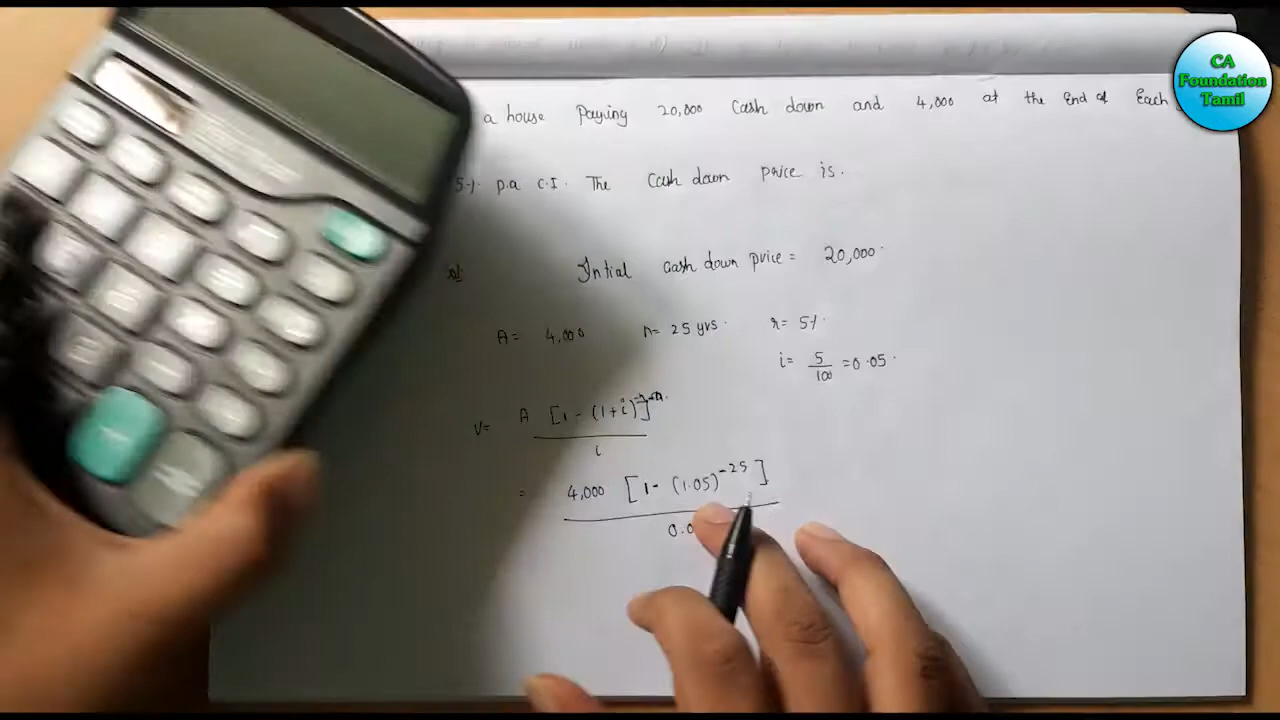 CA
Foundation
Tamil
a house paying 20,000 Cash down and 4,000 at the End of Each
5% p.a C.I. The Cash down price is.
Intial cash down price = 20,000
A = 4,000 n= 25 yrs r= 5%
i= 5/100 = 0.05
V= A [1 - (1+i)^-n] / i
= 4,000 [1 - (1.05)^-25]